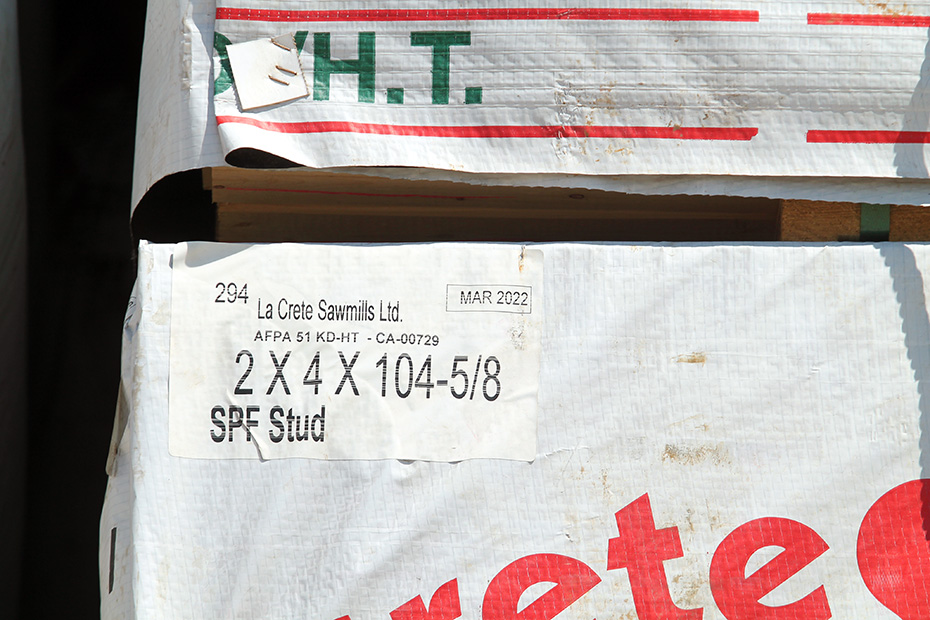 H.T.
294
La Crete Sawmills Ltd.
MAR 2022
AFPA 51 KD-HT - CA-00729
2 X 4 X 104-5/8
SPF Stud
rete